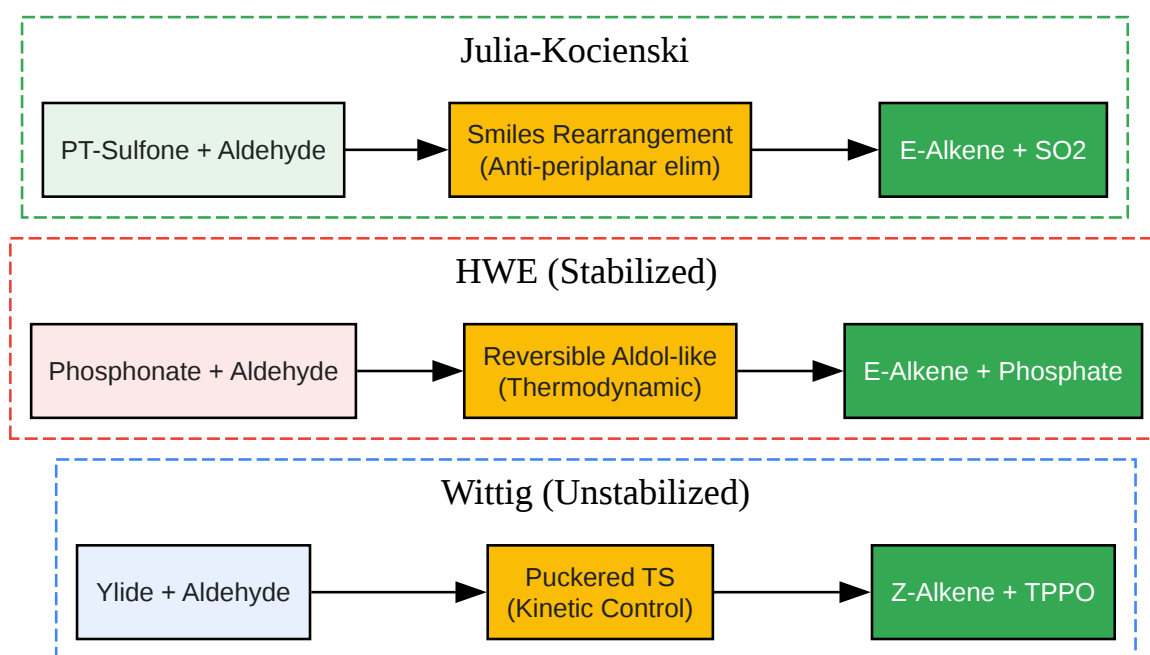 Julia-Kocienski
PT-Sulfone + Aldehyde
Smiles Rearrangement
(Anti-periplanar elim)
E-Alkene + SO2
HWE (Stabilized)
Phosphonate + Aldehyde
Reversible Aldol-like
(Thermodynamic)
E-Alkene + Phosphate
Wittig (Unstabilized)
Ylide + Aldehyde
Puckered TS
(Kinetic Control)
Z-Alkene + TPPO